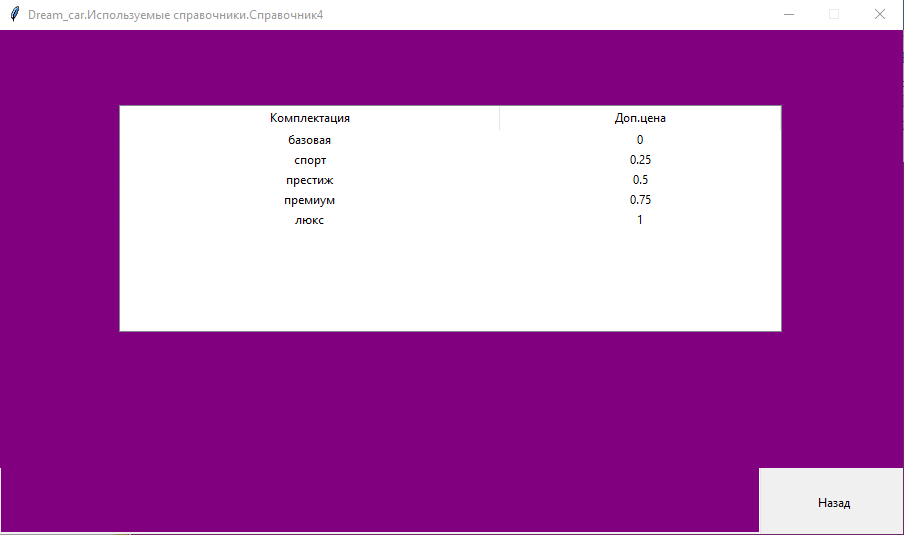 Dream_car.Используемые справочники.Справочник4
Комплектация Доп.цена
базовая 0
спорт 0.25
престиж 0.5
премиум 0.75
люкс 1
Назад